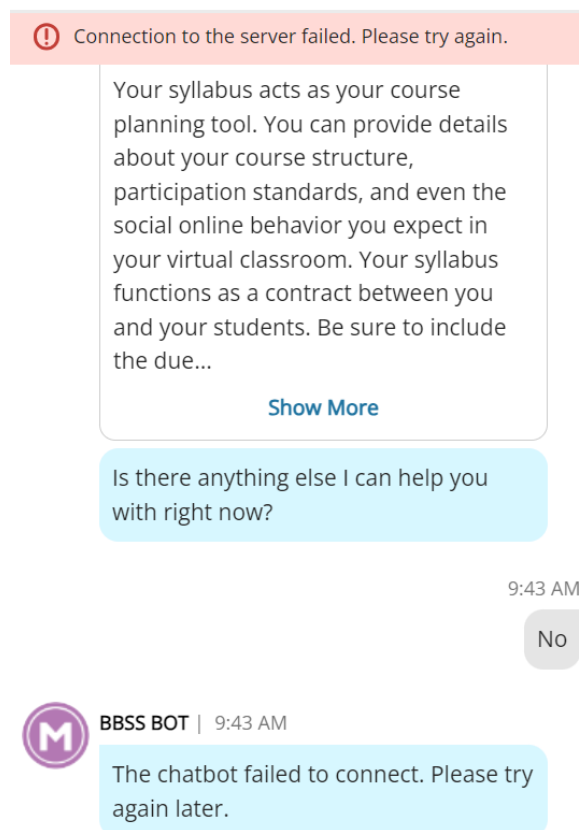 Connection to the server failed. Please try again.
Your syllabus acts as your course
planning tool. You can provide details
about your course structure,
participation standards, and even the
social online behavior you expect in
your virtual classroom. Your syllabus
functions as a contract between you
and your students. Be sure to include
the due...
Show More
Is there anything else I can help you
with right now?
9:43 AM
No
M
BBSS BOT | 9:43 AM
The chatbot failed to connect. Please try
again later.